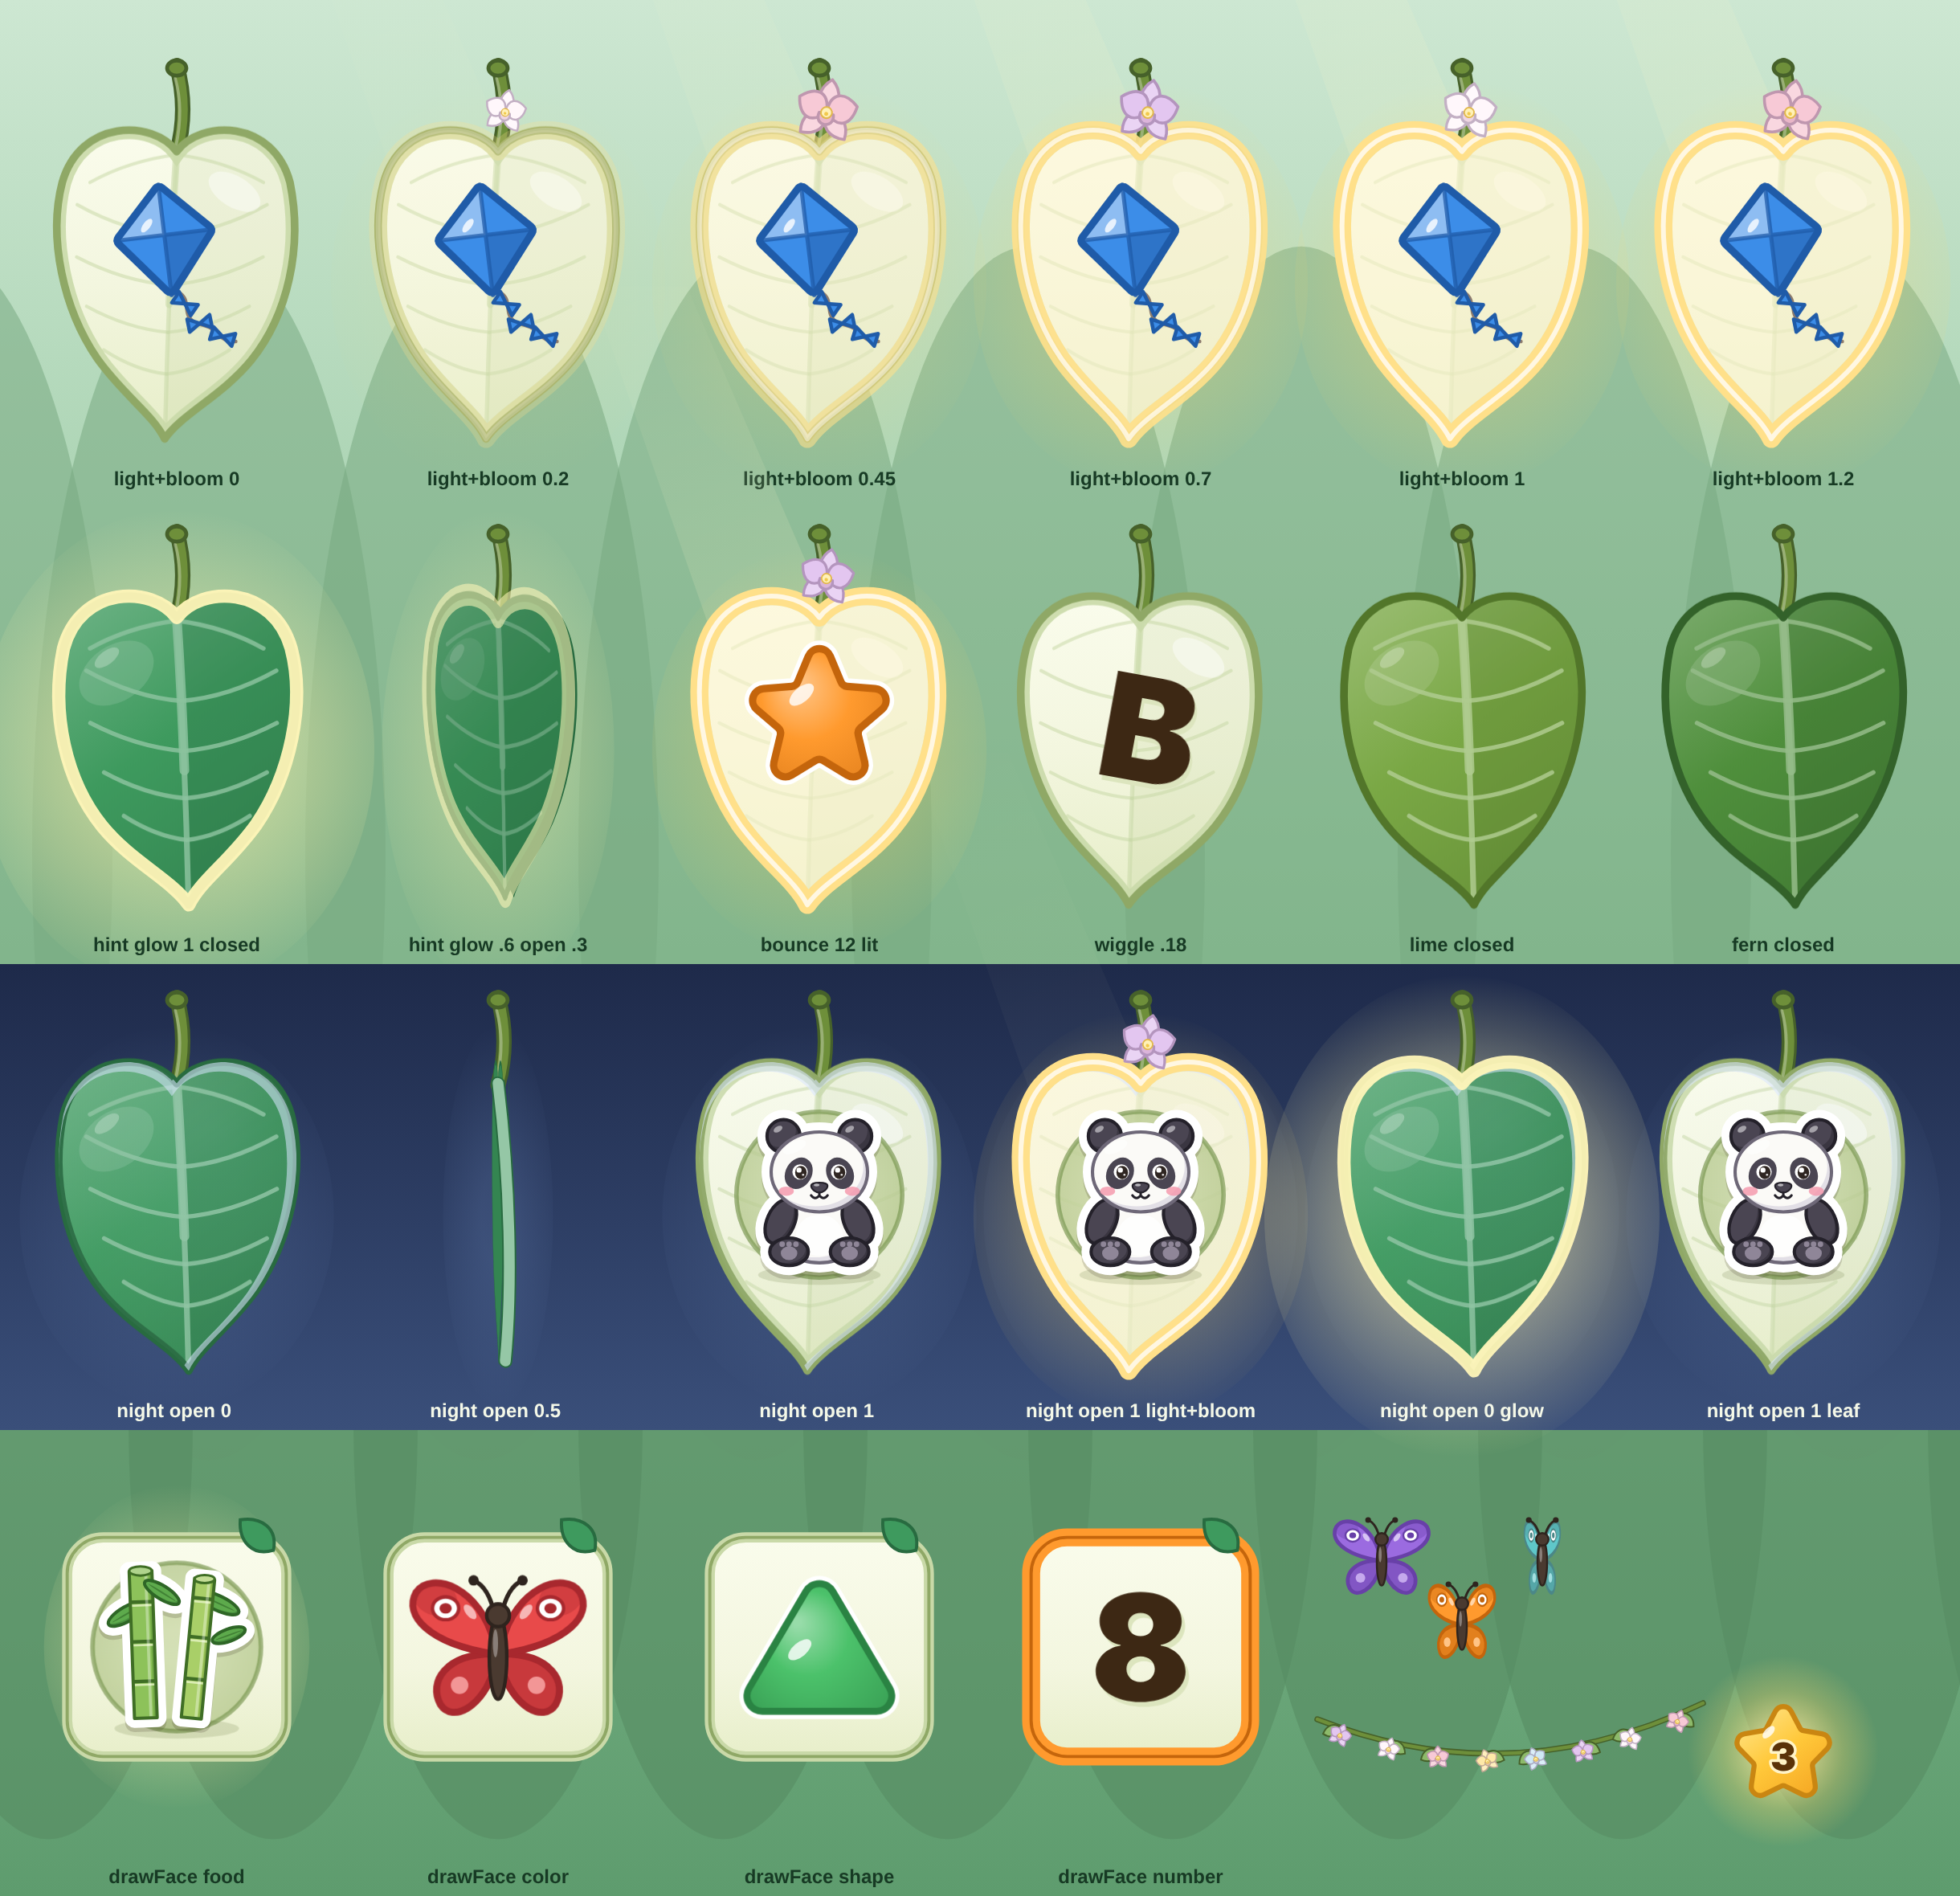 light+bloom 0
light+bloom 0.2
light+bloom 0.45
light+bloom 0.7
light+bloom 1
light+bloom 1.2
B
hint glow 1 closed
hint glow .6 open .3
bounce 12 lit
wiggle .18
lime closed
fern closed
night open 0
night open 0.5
night open 1
night open 1 light+bloom
night open 0 glow
night open 1 leaf
8
3
drawFace food
drawFace color
drawFace shape
drawFace number